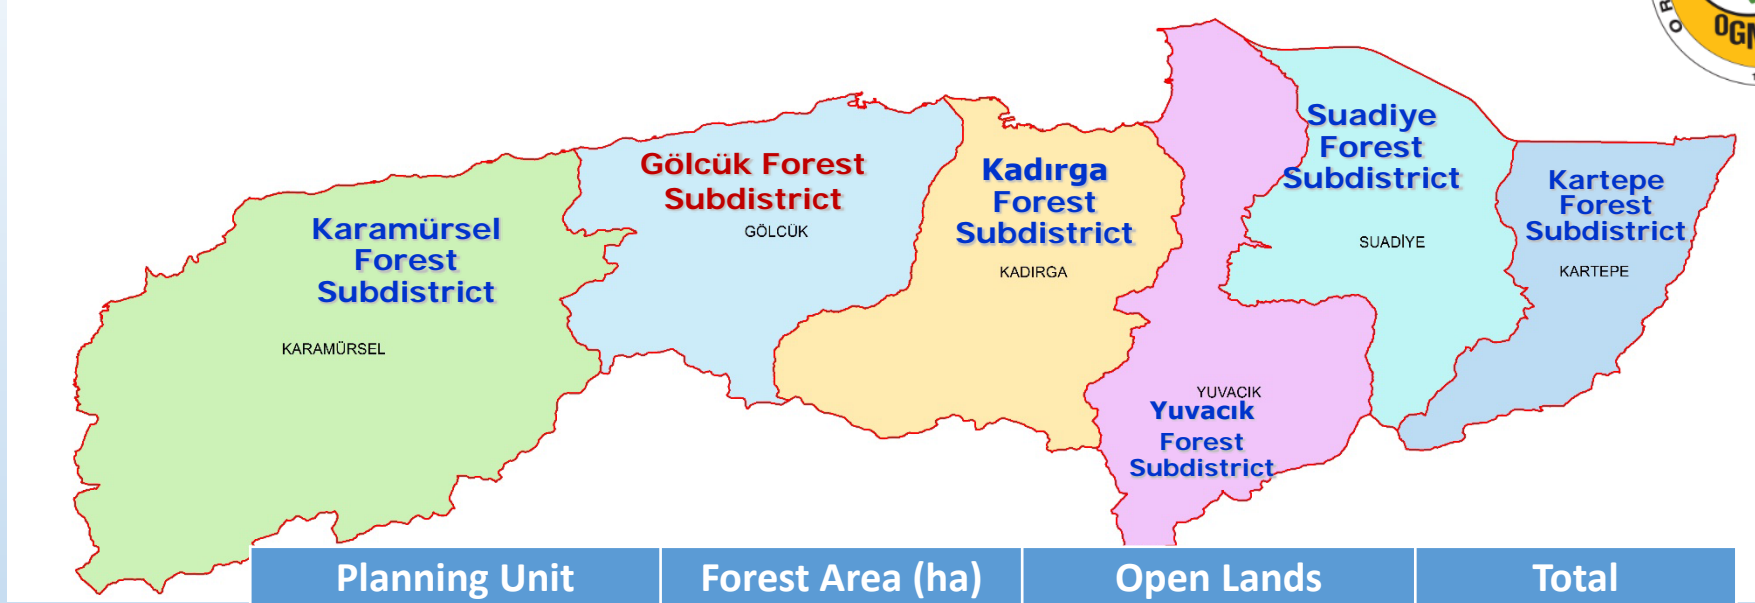 Karamürsel
Forest
Subdistrict
KARAMÜRSEL
Gölcük Forest
Subdistrict
GÖLCÜK
Kadırga
Forest
Subdistrict
KADIRGA
Yuvacık
Forest
Subdistrict
YUVACIK
Suadiye
Forest
Subdistrict
SUADİYE
Kartepe
Forest
Subdistrict
KARTEPE
Planning Unit Forest Area (ha) Open Lands Total